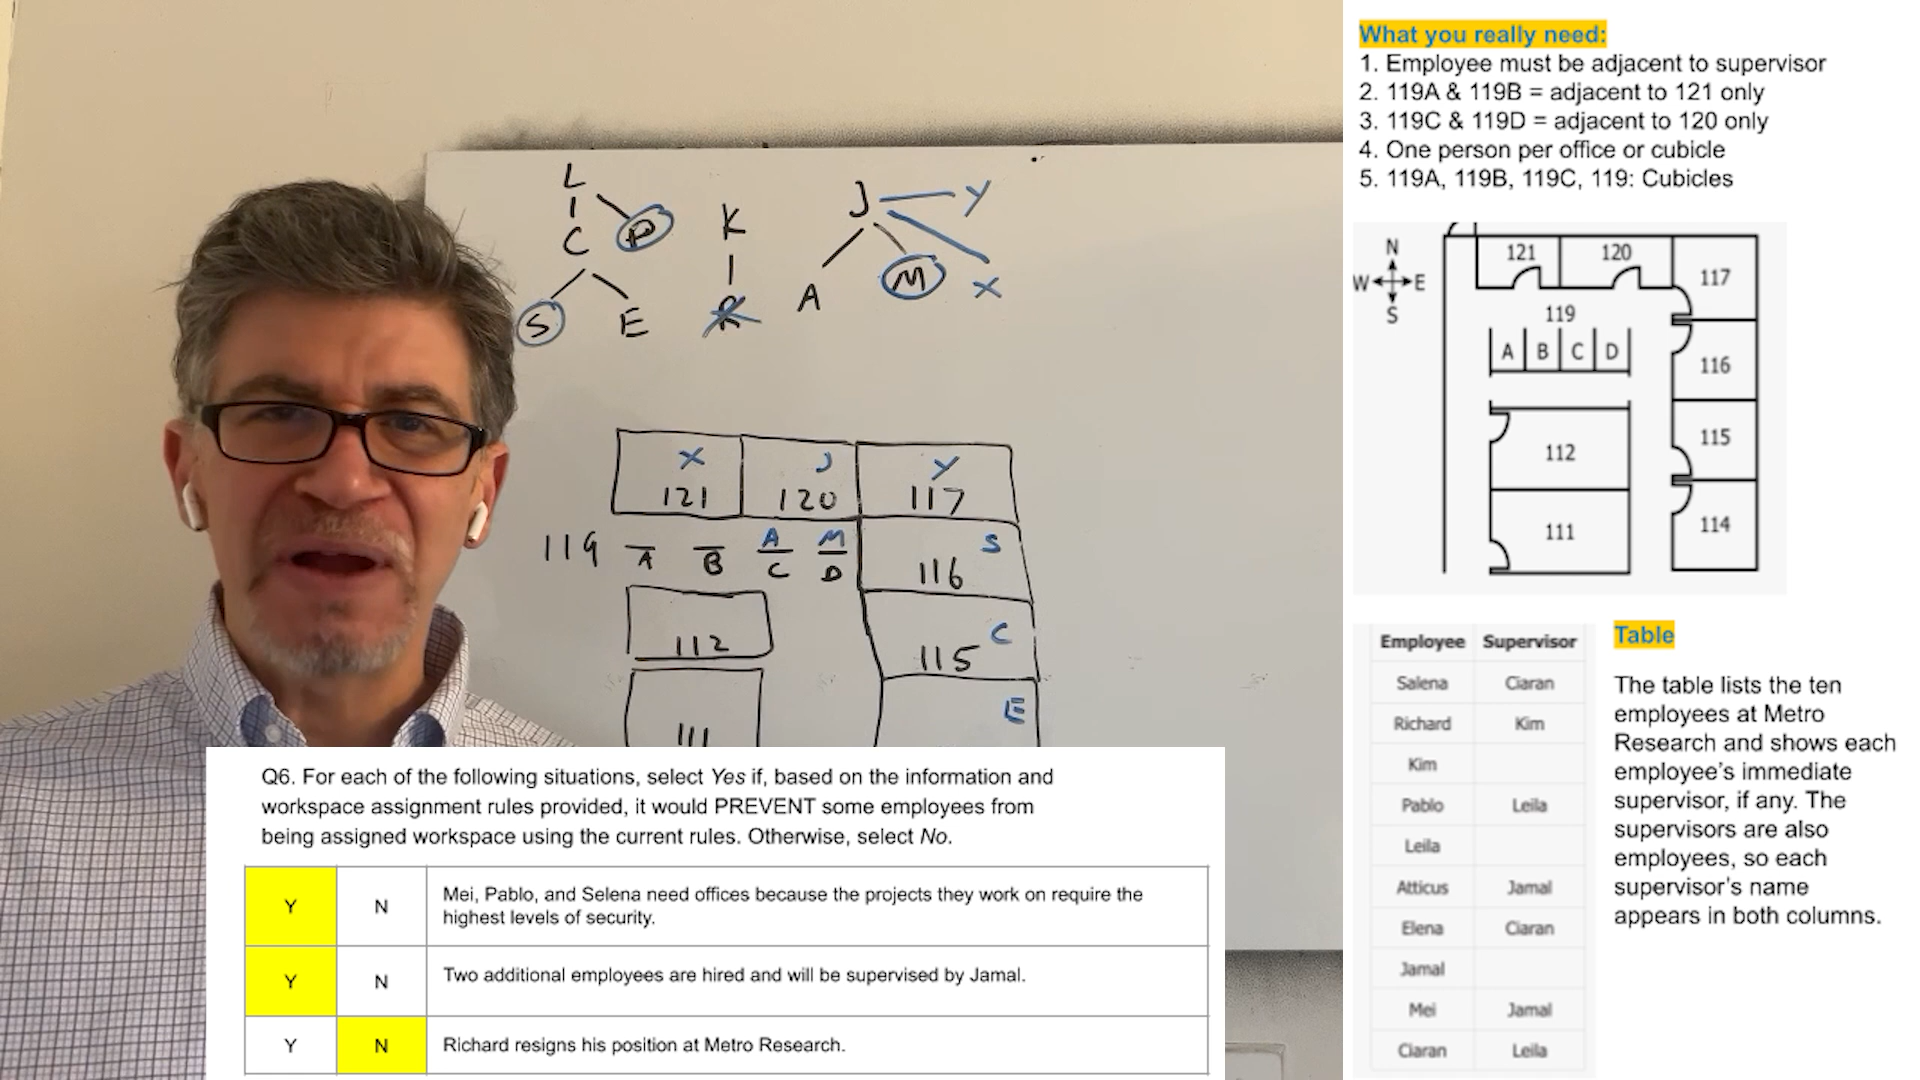 L
C
P
S
E
K
R
J
Y
A
M
X
X
121
J
120
Y
117
119
A
B
A
C
M
D
S
116
112
C
115
111
E
What you really need:
1. Employee must be adjacent to supervisor
2. 119A & 119B = adjacent to 121 only
3. 119C & 119D = adjacent to 120 only
4. One person per office or cubicle
5. 119A, 119B, 119C, 119: Cubicles
N
W E
S
121
120
117
119
A B C D
116
115
112
111
114
Employee Supervisor
Salena Ciaran
Richard Kim
Kim
Pablo Leila
Leila
Atticus Jamal
Elena Ciaran
Jamal
Mei Jamal
Ciaran Leila
Table
The table lists the ten
employees at Metro
Research and shows each
employee's immediate
supervisor, if any. The
supervisors are also
employees, so each
supervisor's name
appears in both columns.
Q6. For each of the following situations, select Yes if, based on the information and
workspace assignment rules provided, it would PREVENT some employees from
being assigned workspace using the current rules. Otherwise, select No.
Y N Mei, Pablo, and Selena need offices because the projects they work on require the
highest levels of security.
Y N Two additional employees are hired and will be supervised by Jamal.
Y N Richard resigns his position at Metro Research.